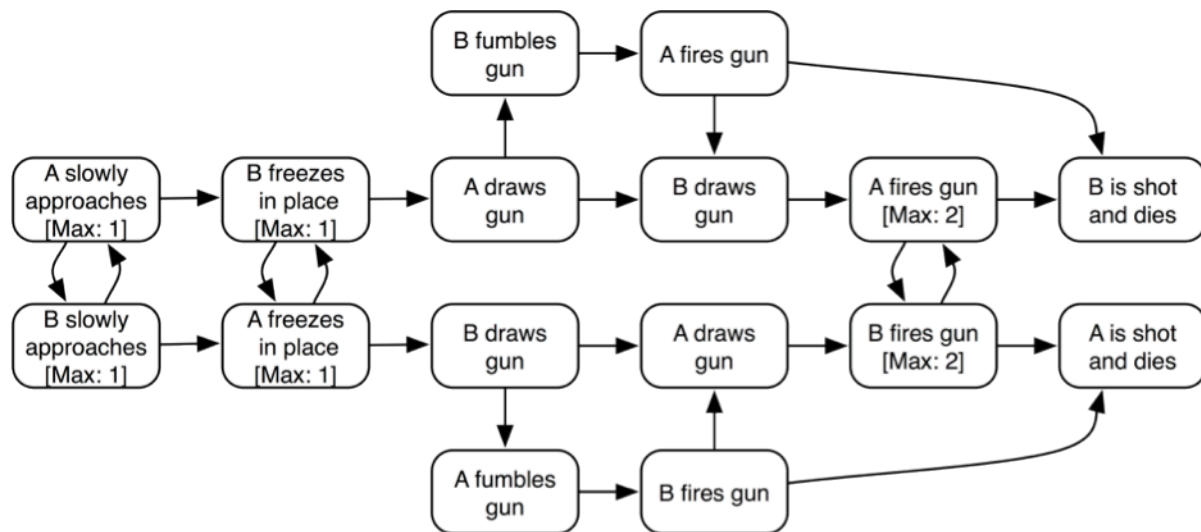 B fumbles
gun
A fires gun
A slowly
approaches
[Max: 1]
B freezes
in place
[Max: 1]
A draws
gun
B draws
gun
A fires gun
[Max: 2]
B is shot
and dies
B slowly
approaches
[Max: 1]
A freezes
in place
[Max: 1]
B draws
gun
A draws
gun
B fires gun
[Max: 2]
A is shot
and dies
A fumbles
gun
B fires gun